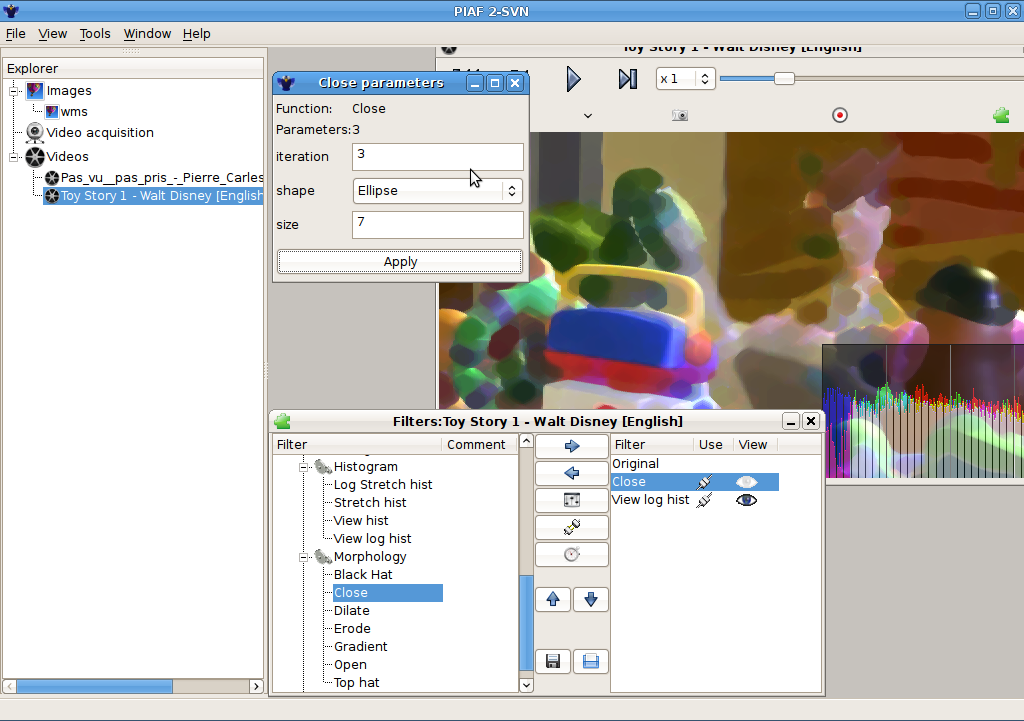 PIAF 2-SVN
File View Tools Window Help
Explorer
Images
wms
Video acquisition
Videos
Pas_vu__pas_pris_-_Pierre_Carles
Toy Story 1 - Walt Disney [English
Toy Story 1 - Walt Disney [English]
x 1
Close parameters
Function: Close
Parameters:3
iteration 3
shape Ellipse
size 7
Apply
Filters:Toy Story 1 - Walt Disney [English]
Filter Comment
Histogram
Log Stretch hist
Stretch hist
View hist
View log hist
Morphology
Black Hat
Close
Dilate
Erode
Gradient
Open
Top hat
Filter Use View
Original
Close
View log hist